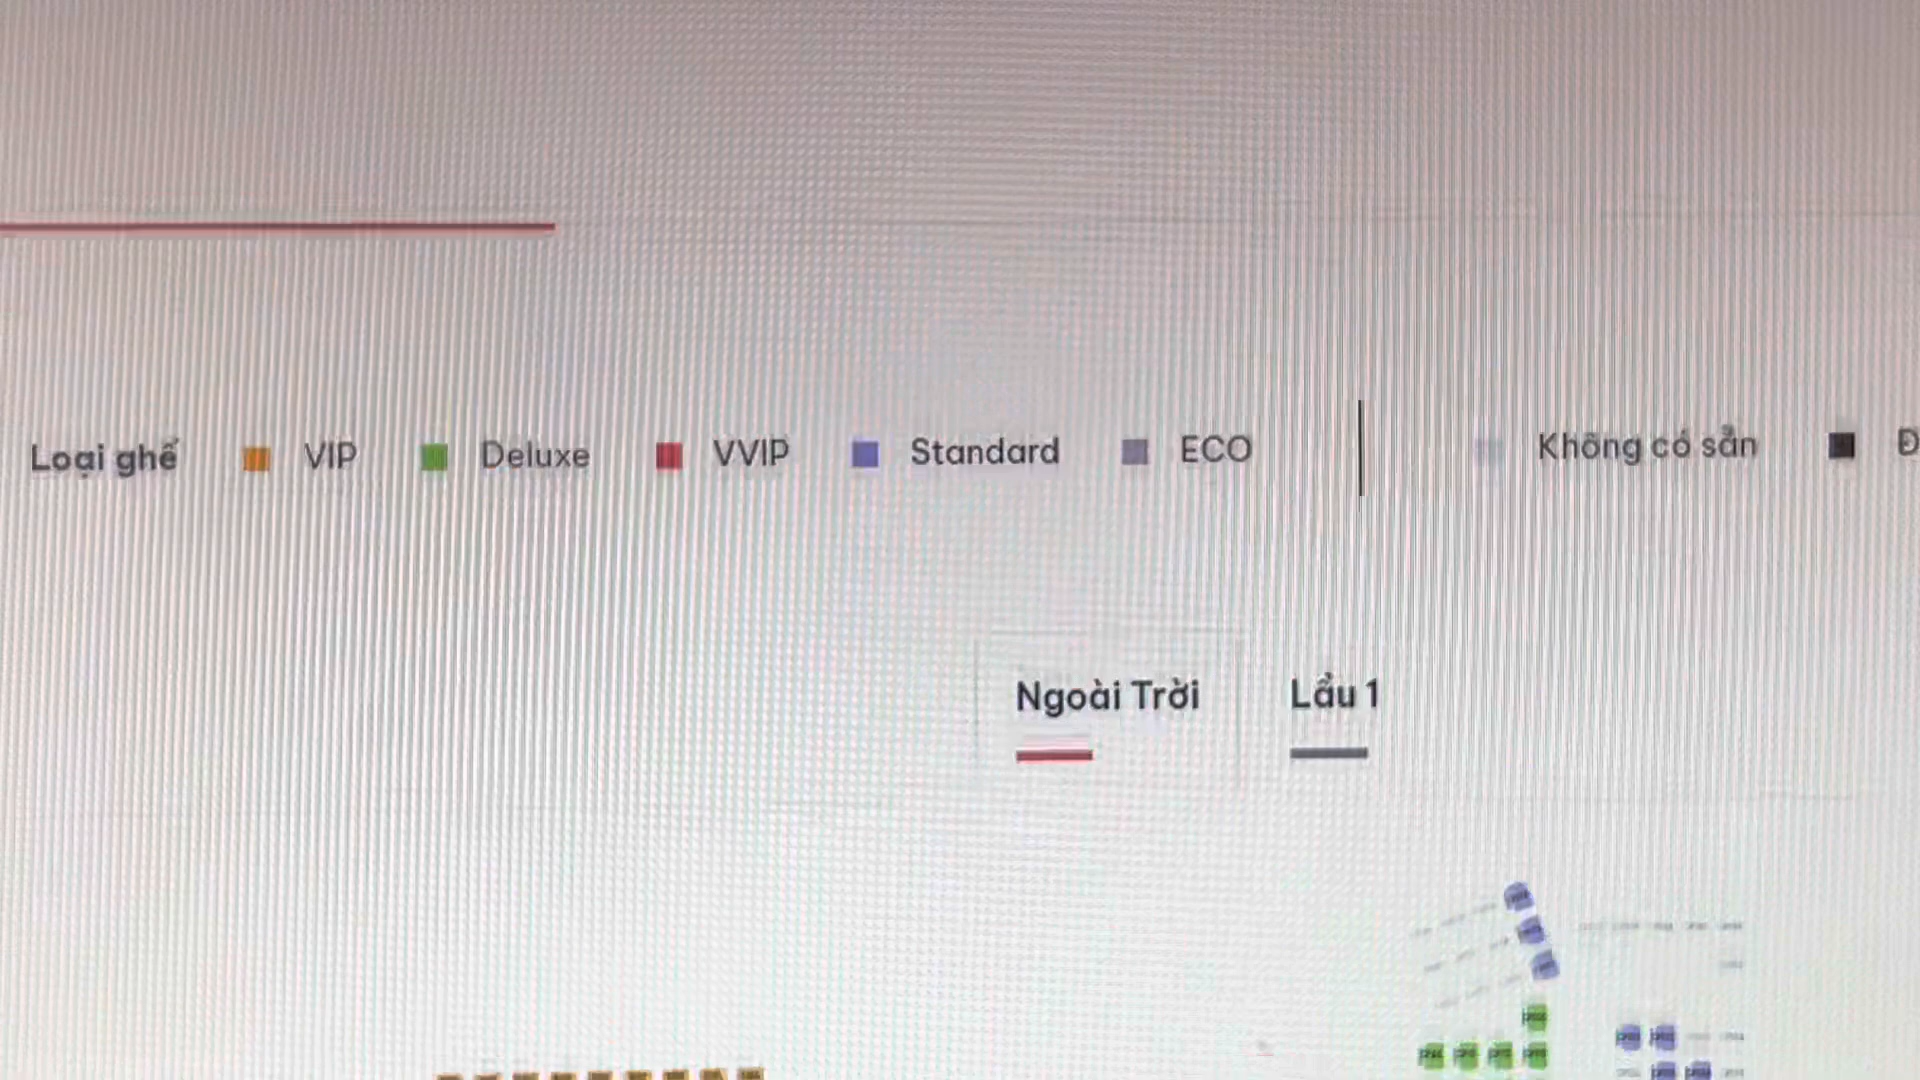 Loại ghế VIP Deluxe VVIP Standard ECO Không có sẵn Đ
Ngoài Trời Lầu 1